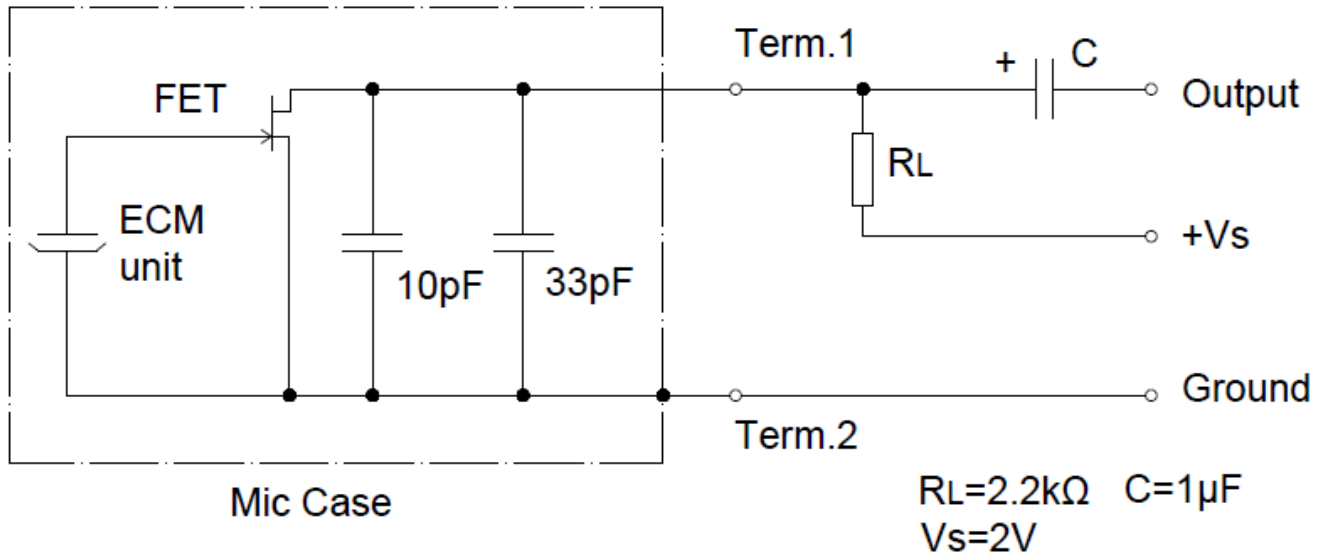 Term.1
+
C
FET
Output
RL
ECM
unit
+Vs
10pF
33pF
Ground
Term.2
Mic Case
RL=2.2kΩ C=1µF
Vs=2V